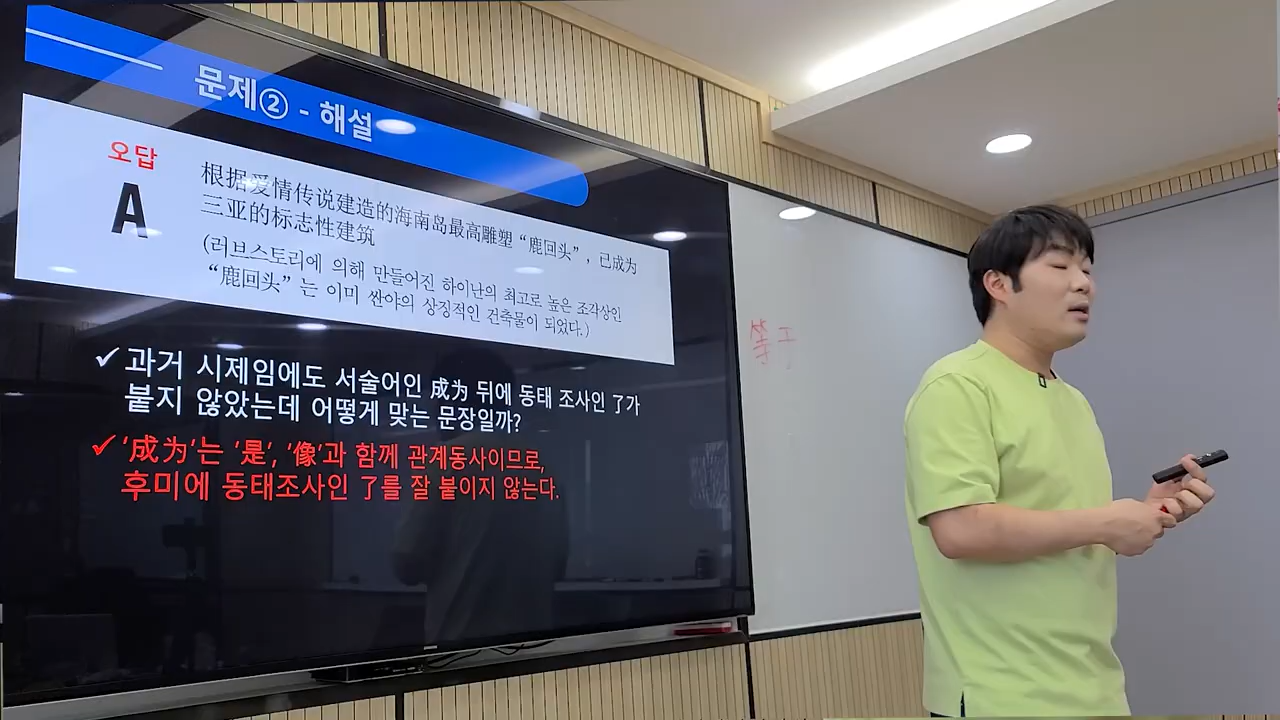 문제② - 해설
오답
A
根据爱情传说建造的海南岛最高雕塑“鹿回头”，已成为
三亚的标志性建筑
(러브스토리에 의해 만들어진 하이난의 최고로 높은 조각상인
“鹿回头” 는 이미 싼야의 상징적인 건축물이 되었다.)
✓ 과거 시제임에도 서술어인 成为 뒤에 동태 조사인 了가
붙지 않았는데 어떻게 맞는 문장일까?
✓ ‘成为‘는 ‘是’, ‘像’과 함께 관계동사이므로,
후미에 동태조사인 了를 잘 붙이지 않는다.
等于